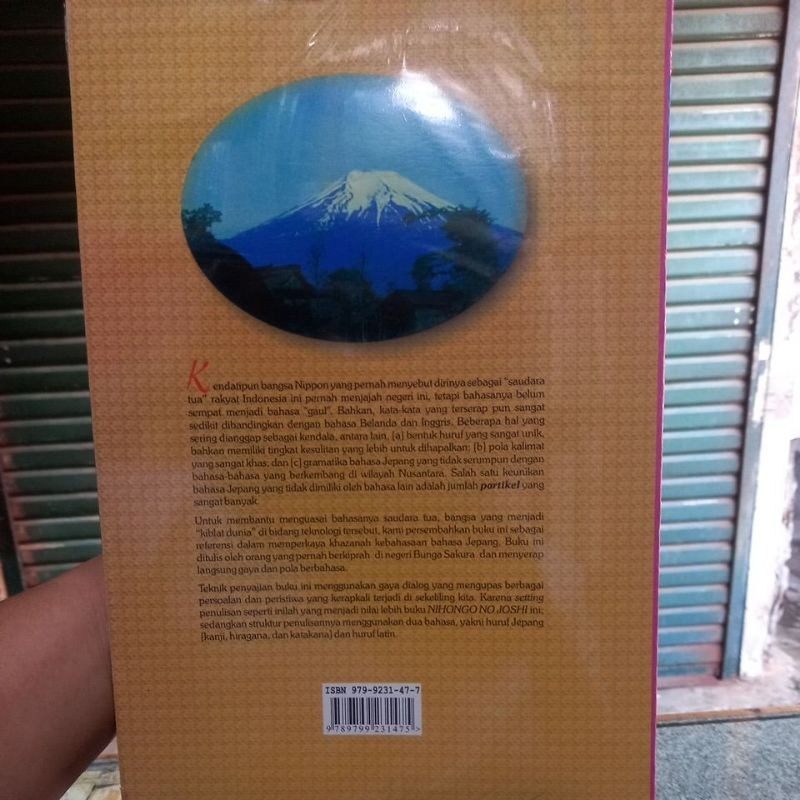 Kendatipun bangsa Nippon yang pernah menyebut dirinya sebagai "saudara
tua" rakyat Indonesia ini pernah menjajah negeri ini, tetapi bahasanya belum
sempat menjadi bahasa "gaul". Bahkan, kata-kata yang terserap pun sangat
sedikit dibandingkan dengan bahasa Belanda dan Inggris. Beberapa hal yang
sering dianggap sebagai kendala, antara lain, [a] bentuk huruf yang sangat unik,
bahkan memiliki tingkat kesulitan yang lebih untuk dihapalkan; [b] pola kalimat
yang sangat khas; dan [c] gramatika bahasa Jepang yang tidak serumpun dengan
bahasa-bahasa yang berkembang di wilayah Nusantara. Salah satu keunikan
bahasa Jepang yang tidak dimiliki oleh bahasa lain adalah jumlah partikel yang
sangat banyak.
Untuk membantu menguasai bahasanya saudara tua, bangsa yang menjadi
"kiblat dunia" di bidang teknologi tersebut, kami persembahkan buku ini sebagai
referensi dalam memperkaya khazanah kebahasaan bahasa Jepang. Buku ini
ditulis oleh orang yang pernah berkiprah di negeri Bunga Sakura dan menyerap
langsung gaya dan pola berbahasa.
Teknik penyajian buku ini menggunakan gaya dialog yang mengupas berbagai
persoalan dan peristiwa yang kerapkali terjadi di sekeliling kita. Karena setting
penulisan seperti inilah yang menjadi nilai lebih buku NIHONGO NO JOSHI ini;
sedangkan struktur penulisannya menggunakan dua bahasa, yakni huruf Jepang
[kanji, hiragana, dan katakana] dan huruf latin.
ISBN 979-9231-47-7
9 789799 231475 >